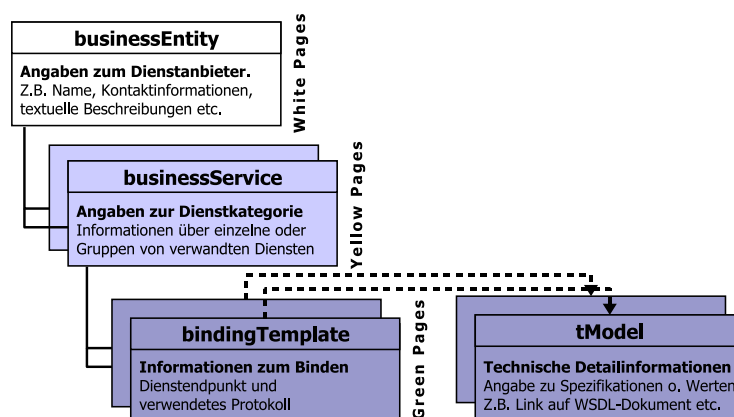 businessEntity
Angaben zum Dienstanbieter.
Z.B. Name, Kontaktinformationen,
textuelle Beschreibungen etc.
White Pages
businessService
Angaben zur Dienstkategorie
Informationen über einzelne oder
Gruppen von verwandten Diensten
Yellow Pages
bindingTemplate
Informationen zum Binden
Dienstendpunkt und
verwendetes Protokoll
Green Pages
tModel
Technische Detailinformationen
Angabe zu Spezifikationen o. Werten
Z.B. Link auf WSDL-Dokument etc.